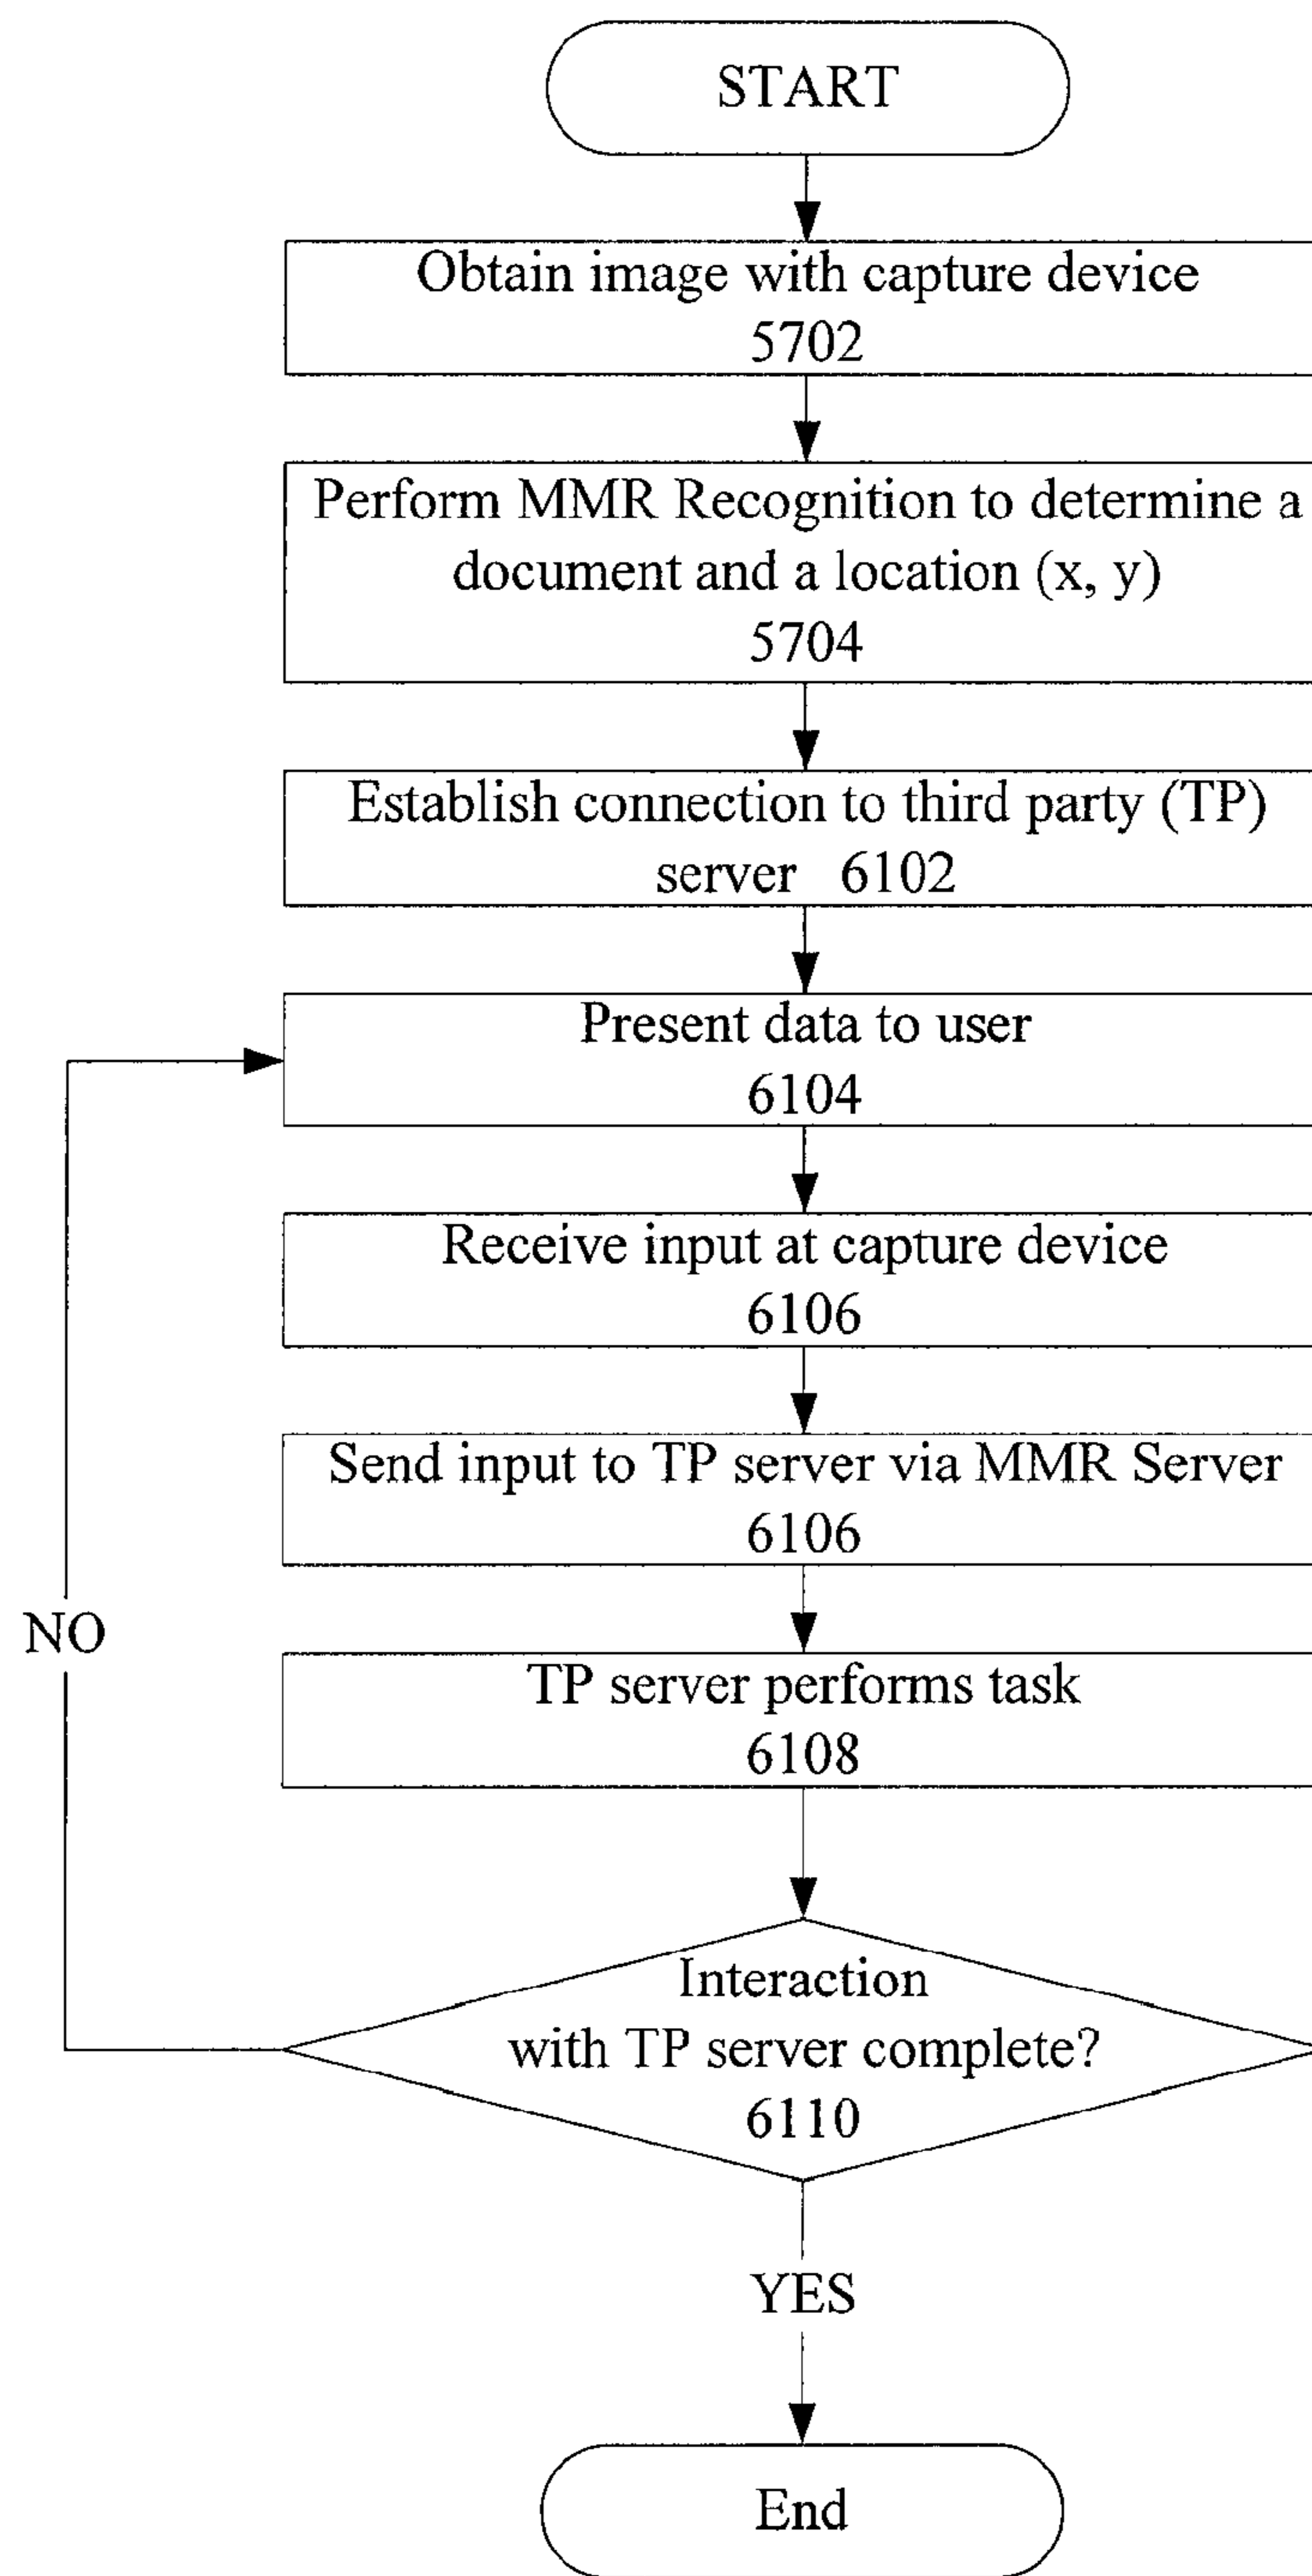 START
Obtain image with capture device
5702
Perform MMR Recognition to determine a
document and a location (x, y)
5704
Establish connection to third party (TP)
server 6102
Present data to user
6104
Receive input at capture device
6106
Send input to TP server via MMR Server
6106
NO
TP server performs task
6108
Interaction
with TP server complete?
6110
YES
End